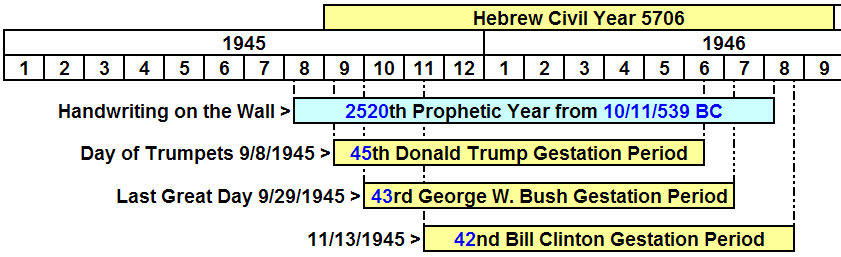 Hebrew Civil Year 5706
1945 1946
1 2 3 4 5 6 7 8 9 10 11 12 1 2 3 4 5 6 7 8 9
Handwriting on the Wall > 2520th Prophetic Year from 10/11/539 BC
Day of Trumpets 9/8/1945 > 45th Donald Trump Gestation Period
Last Great Day 9/29/1945 > 43rd George W. Bush Gestation Period
11/13/1945 > 42nd Bill Clinton Gestation Period